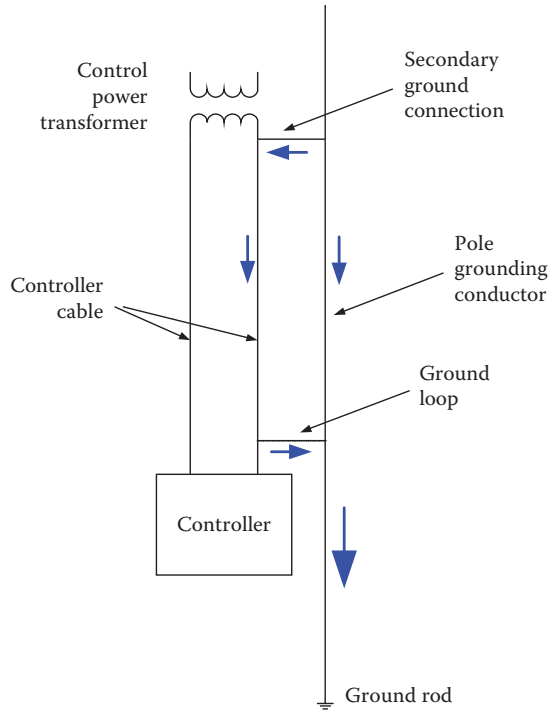 Control
power
transformer
Secondary
ground
connection
Pole
grounding
conductor
Controller
cable
Ground
loop
Controller
Ground rod